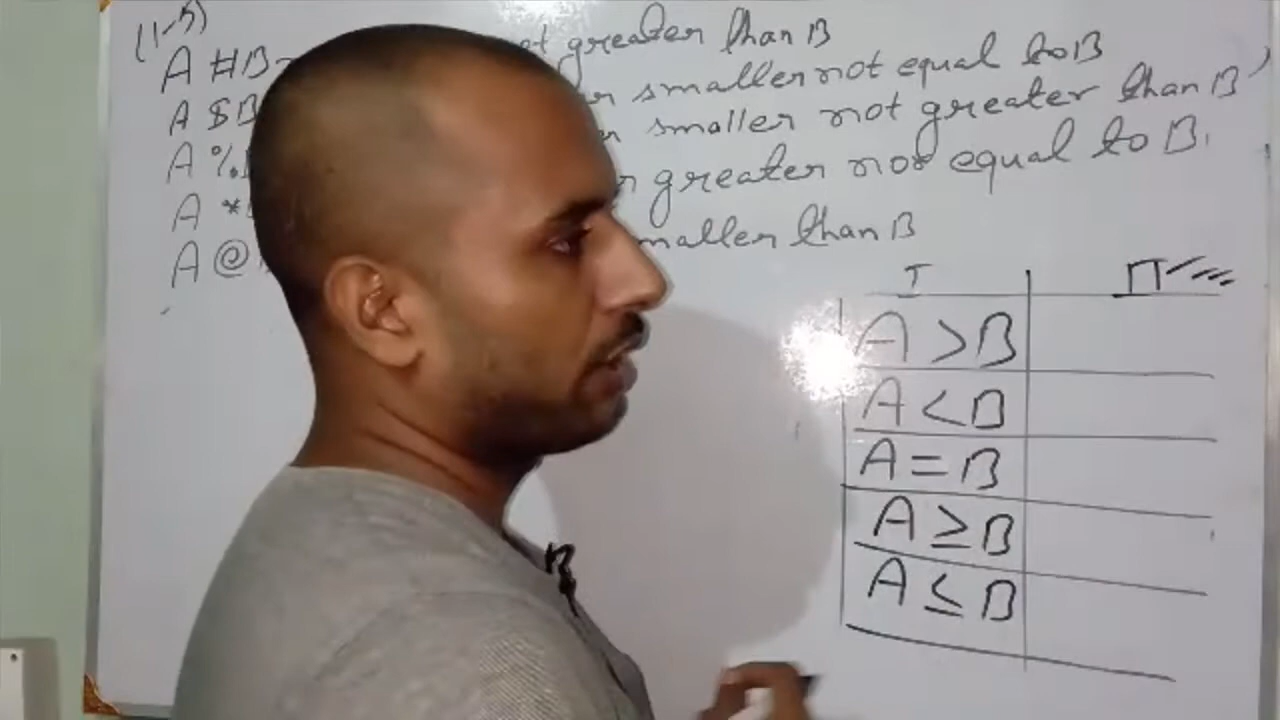 (1-5)
A #B greater than B
A $B smaller not equal to B
A % smaller not greater than B'
A * greater not equal to B.
A @ smaller than B
I II
A > B
A < B
A = B
A ≥ B
A ≤ B